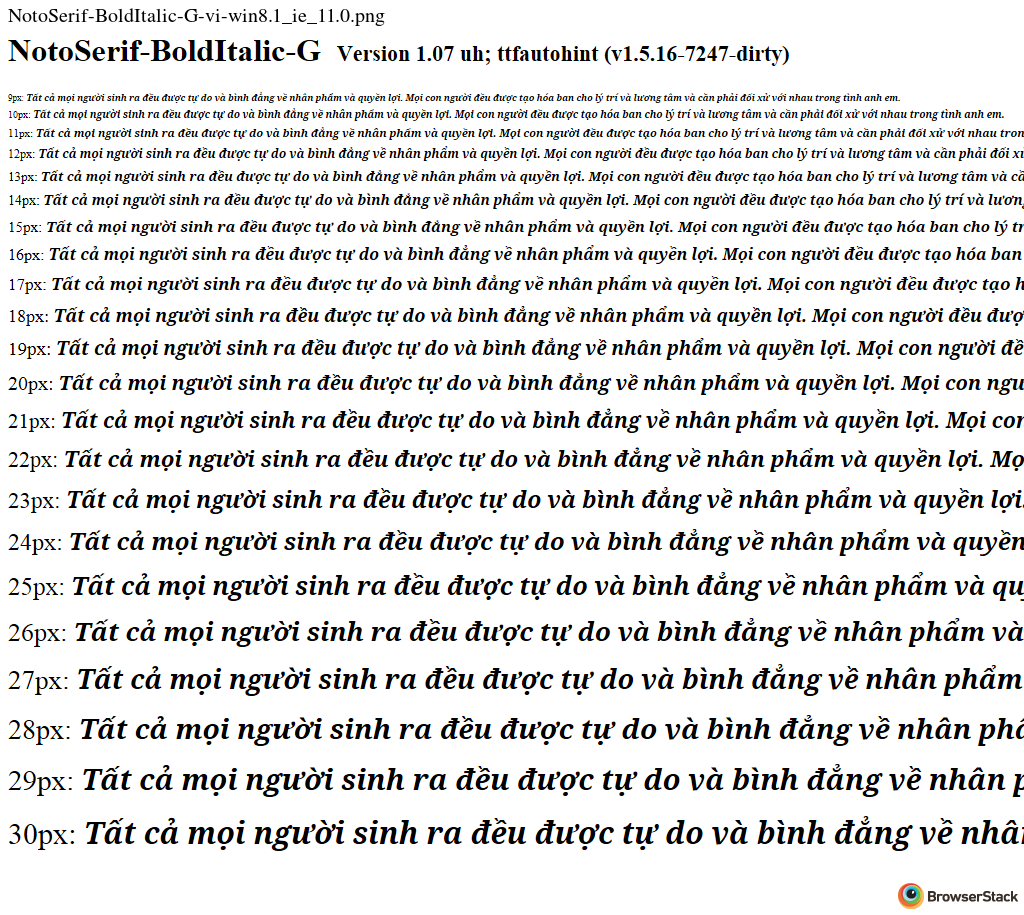 NotoSerif-BoldItalic-G-vi-win8.1_ie_11.0.png
NotoSerif-BoldItalic-G Version 1.07 uh; ttfautohint (v1.5.16-7247-dirty)
9px: Tất cả mọi người sinh ra đều được tự do và bình đẳng về nhân phẩm và quyền lợi. Mọi con người đều được tạo hóa ban cho lý trí và lương tâm và cần phải đối xử với nhau trong tình anh em.
10px: Tất cả mọi người sinh ra đều được tự do và bình đẳng về nhân phẩm và quyền lợi. Mọi con người đều được tạo hóa ban cho lý trí và lương tâm và cần phải đối xử với nhau trong tình anh em.
11px: Tất cả mọi người sinh ra đều được tự do và bình đẳng về nhân phẩm và quyền lợi. Mọi con người đều được tạo hóa ban cho lý trí và lương tâm và cần phải đối xử với nhau tron
12px: Tất cả mọi người sinh ra đều được tự do và bình đẳng về nhân phẩm và quyền lợi. Mọi con người đều được tạo hóa ban cho lý trí và lương tâm và cần phải đối xử
13px: Tất cả mọi người sinh ra đều được tự do và bình đẳng về nhân phẩm và quyền lợi. Mọi con người đều được tạo hóa ban cho lý trí và lương tâm và cầ
14px: Tất cả mọi người sinh ra đều được tự do và bình đẳng về nhân phẩm và quyền lợi. Mọi con người đều được tạo hóa ban cho lý trí và lương
15px: Tất cả mọi người sinh ra đều được tự do và bình đẳng về nhân phẩm và quyền lợi. Mọi con người đều được tạo hóa ban cho lý tr
16px: Tất cả mọi người sinh ra đều được tự do và bình đẳng về nhân phẩm và quyền lợi. Mọi con người đều được tạo hóa ban
17px: Tất cả mọi người sinh ra đều được tự do và bình đẳng về nhân phẩm và quyền lợi. Mọi con người đều được tạo h
18px: Tất cả mọi người sinh ra đều được tự do và bình đẳng về nhân phẩm và quyền lợi. Mọi con người đều đượ
19px: Tất cả mọi người sinh ra đều được tự do và bình đẳng về nhân phẩm và quyền lợi. Mọi con người đề
20px: Tất cả mọi người sinh ra đều được tự do và bình đẳng về nhân phẩm và quyền lợi. Mọi con ngư
21px: Tất cả mọi người sinh ra đều được tự do và bình đẳng về nhân phẩm và quyền lợi. Mọi con
22px: Tất cả mọi người sinh ra đều được tự do và bình đẳng về nhân phẩm và quyền lợi. Mọ
23px: Tất cả mọi người sinh ra đều được tự do và bình đẳng về nhân phẩm và quyền lợi.
24px: Tất cả mọi người sinh ra đều được tự do và bình đẳng về nhân phẩm và quyền
25px: Tất cả mọi người sinh ra đều được tự do và bình đẳng về nhân phẩm và qu
26px: Tất cả mọi người sinh ra đều được tự do và bình đẳng về nhân phẩm và
27px: Tất cả mọi người sinh ra đều được tự do và bình đẳng về nhân phẩm
28px: Tất cả mọi người sinh ra đều được tự do và bình đẳng về nhân phẩ
29px: Tất cả mọi người sinh ra đều được tự do và bình đẳng về nhân p
30px: Tất cả mọi người sinh ra đều được tự do và bình đẳng về nhân
BrowserStack